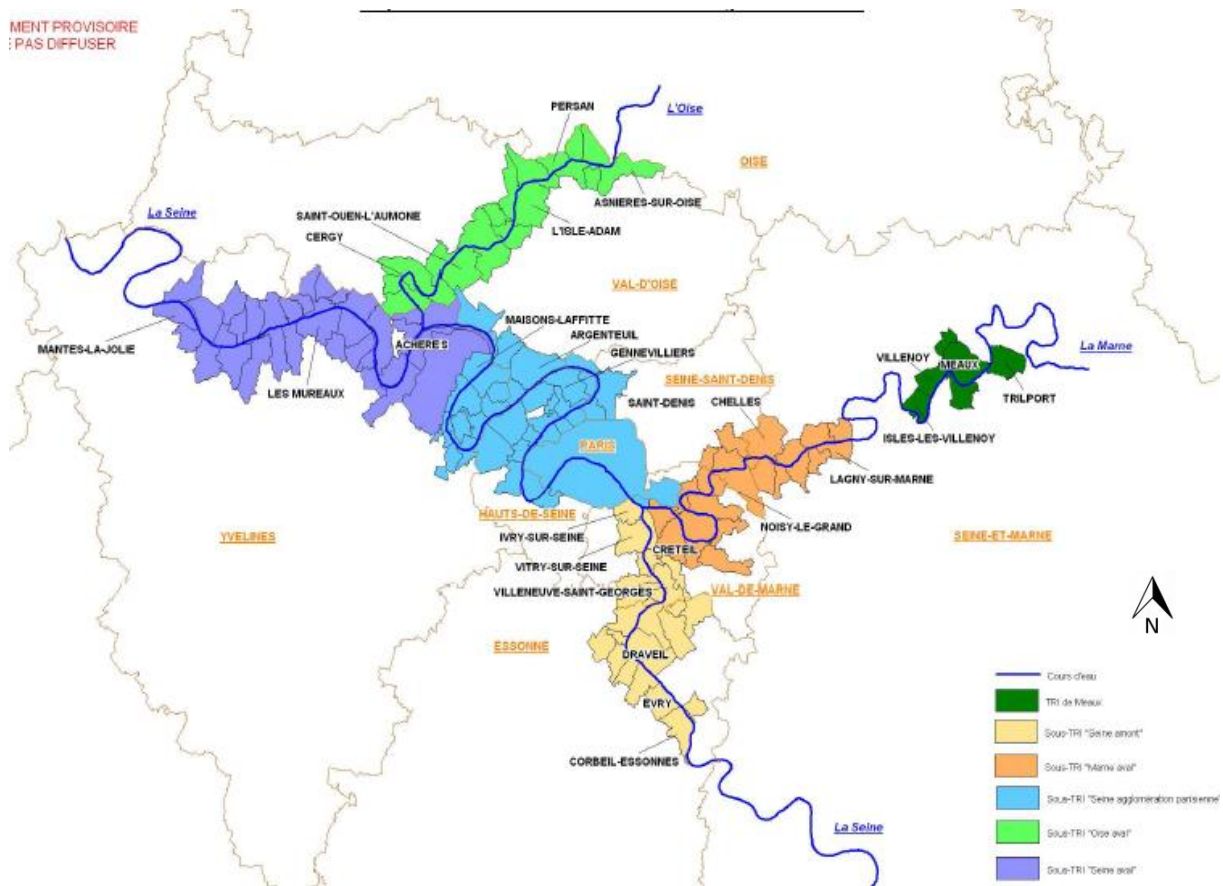 MENT PROVISOIRE
PAS DIFFUSER
PERSAN
L'Oise
OISE
ASNIERES-SUR-OISE
SAINT-OUEN-L'AUMONE
La Seine
CERGY
L'ISLE-ADAM
VAL-D'OISE
MAISONS-LAFFITTE
ARGENTEUIL
ACHERES
GENNEVILLIERS
MANTES-LA-JOLIE
LES MUREAUX
SEINE-SAINT-DENIS
SAINT-DENIS
CHELLES
VILLENOY
MEAUX
La Marne
TRILPORT
ISLES-LES-VILLENOY
PARIS
LAGNY-SUR-MARNE
HAUTS-DE-SEINE
NOISY-LE-GRAND
YVELINES
IVRY-SUR-SEINE
SEINE-ET-MARNE
CRETEIL
VITRY-SUR-SEINE
VILLENEUVE-SAINT-GEORGES
VAL-DE-MARNE
ESSONNE
N
DRAVEIL
EVRY
CORBEIL-ESSONNES
La Seine
Cours d'eau
TRI de Meaux
Sous-TRI "Seine amont"
Sous-TRI "Marne aval"
Sous-TRI "Seine agglomération parisienne"
Sous-TRI "Oise aval"
Sous-TRI "Seine aval"